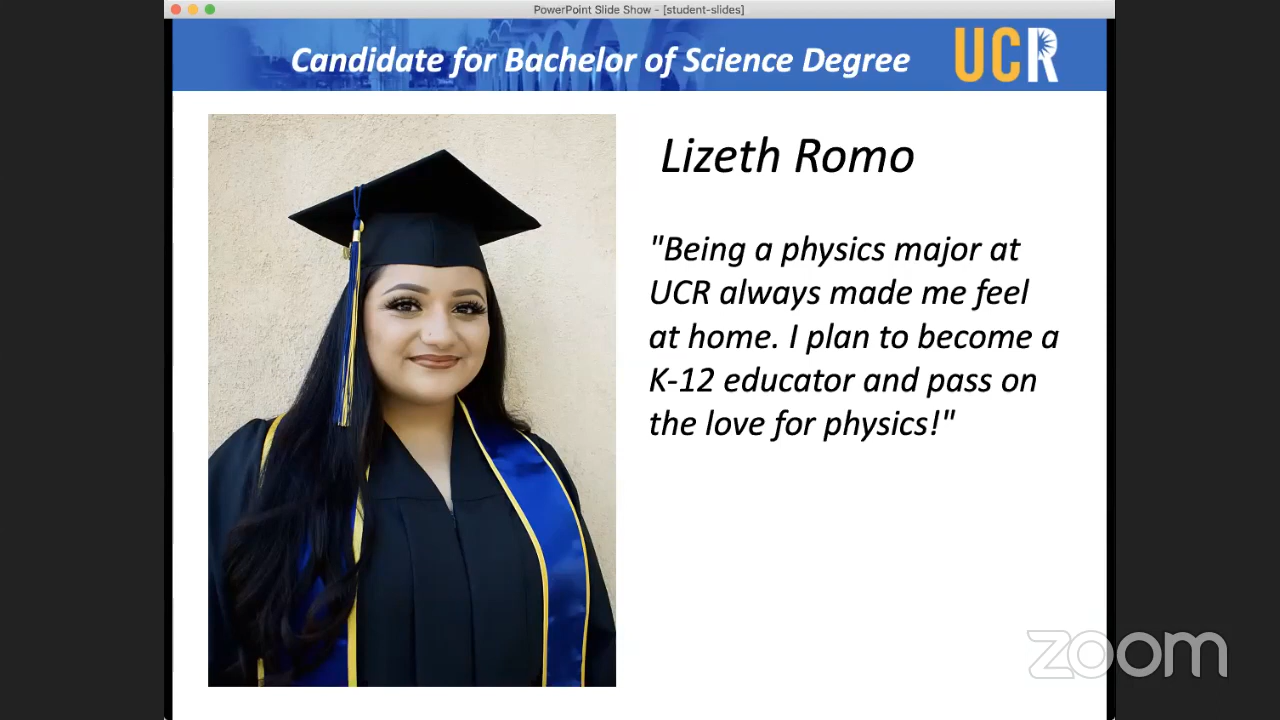 PowerPoint Slide Show - [student-slides]
Candidate for Bachelor of Science Degree
UCR
Lizeth Romo
"Being a physics major at
UCR always made me feel
at home. I plan to become a
K-12 educator and pass on
the love for physics!"
zoom